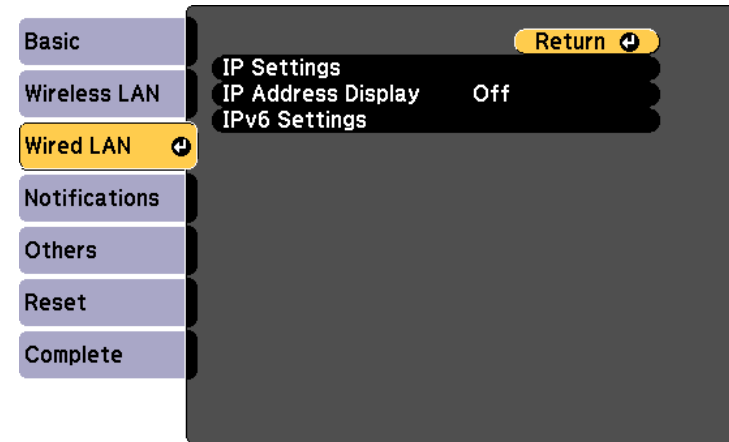 Basic
Wireless LAN
Wired LAN
Notifications
Others
Reset
Complete
Return
IP Settings
IP Address Display Off
IPv6 Settings